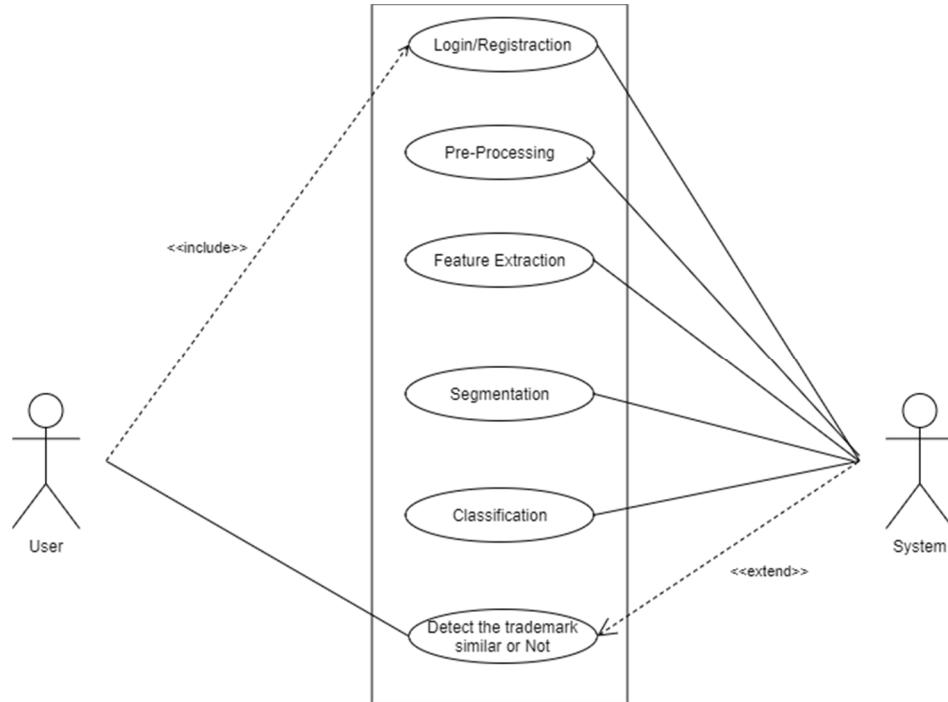 Login/Registraction
Pre-Processing
<<include>>
Feature Extraction
Segmentation
Classification
User
System
<<extend>>
Detect the trademark
similar or Not